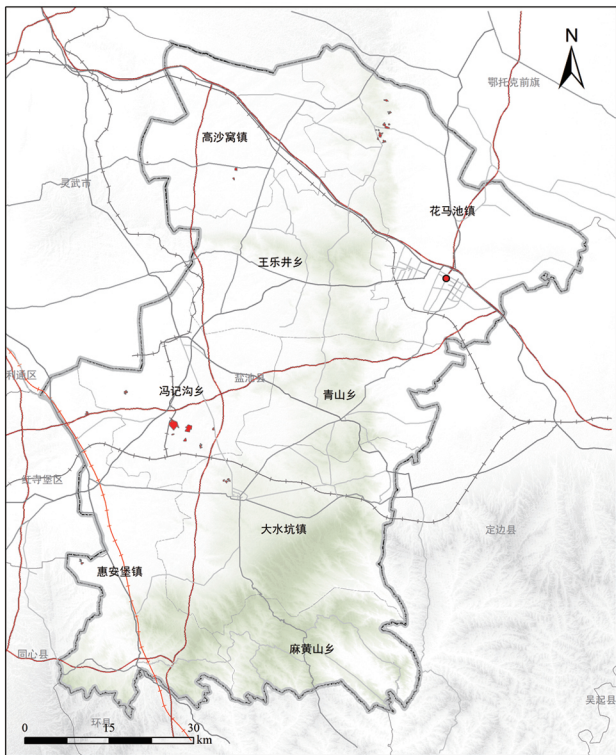 N
鄂托克前旗
高沙窝镇
灵武市
花马池镇
王乐井乡
利通区
盐池县
冯记沟乡
青山乡
红寺堡区
大水坑镇
定边县
惠安堡镇
同心县
麻黄山乡
吴起县
环县
0 15 30
km